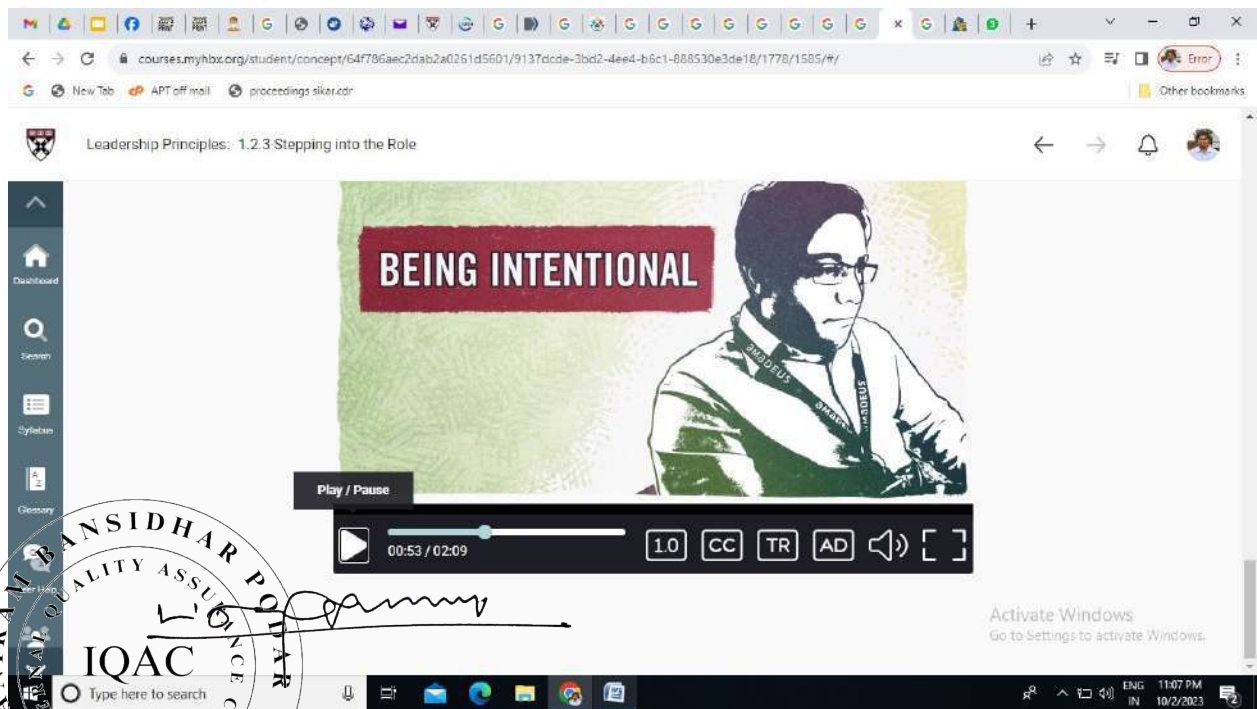 courses.myhbx.org/student/concept/64f786aec2dab2a0261d5601/9137dcde-3bd2-4ee4-b6c1-888530e3de18/1778/1585/#/
Error
New Tab
APT off mail
proceedings sikar.cdr
Other bookmarks
Leadership Principles: 1.2.3 Stepping into the Role
Dashboard
Search
Syllabus
Glossary
BEING INTENTIONAL
amadeus
amadeus
Play / Pause
00:53 / 02:09
1.0 CC TR AD
BANSIDHAR PODAR
QUALITY ASSURANCE
IQAC
Activate Windows
Go to Settings to activate Windows.
Type here to search
ENG 11:07 PM
IN 10/2/2023
2